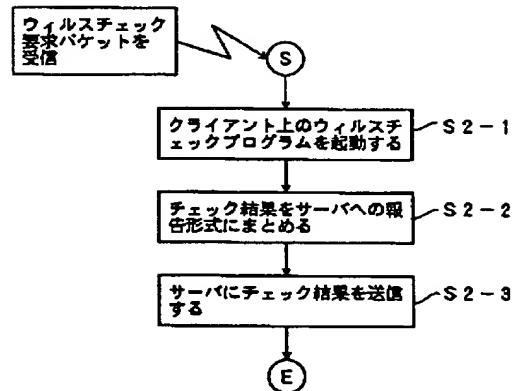 ウィルスチェック
要求パケットを
受信
S
クライアント上のウィルスチ
ェックプログラムを起動する
S2-1
チェック結果をサーバへの報
告形式にまとめる
S2-2
サーバにチェック結果を送信
する
S2-3
E